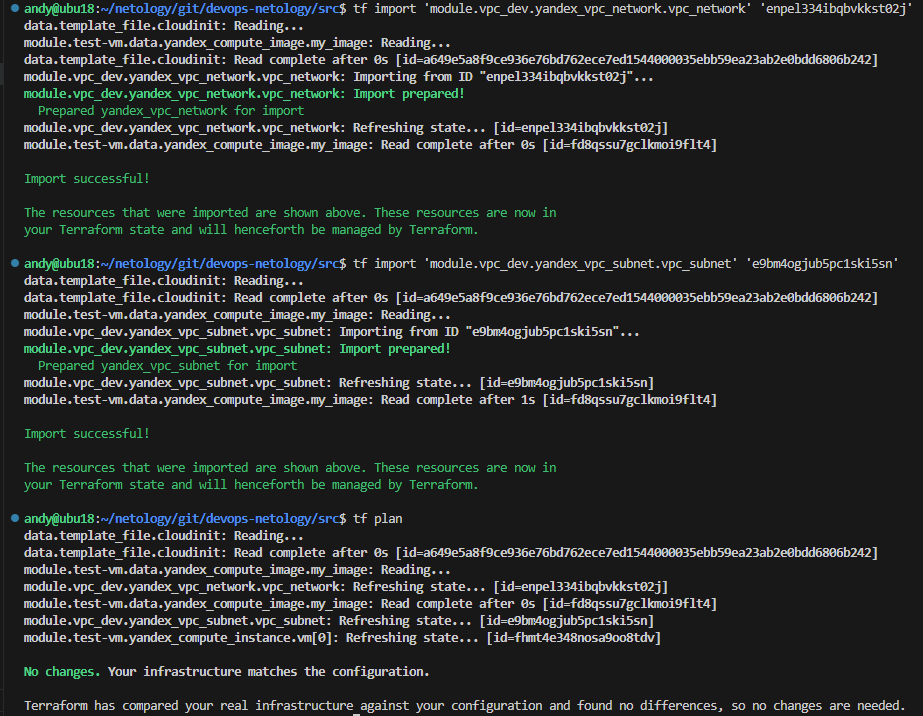 andy@ubu18:~/netology/git/devops-netology/src$ tf import 'module.vpc_dev.yandex_vpc_network.vpc_network' 'enpel334ibqbvkkst02j'
data.template_file.cloudinit: Reading...
module.test-vm.data.yandex_compute_image.my_image: Reading...
data.template_file.cloudinit: Read complete after 0s [id=a649e5a8f9ce936e76bd762ece7ed1544000035ebb59ea23ab2e0bdd6806b242]
module.vpc_dev.yandex_vpc_network.vpc_network: Importing from ID "enpel334ibqbvkkst02j"...
module.vpc_dev.yandex_vpc_network.vpc_network: Import prepared!
  Prepared yandex_vpc_network for import
module.vpc_dev.yandex_vpc_network.vpc_network: Refreshing state... [id=enpel334ibqbvkkst02j]
module.test-vm.data.yandex_compute_image.my_image: Read complete after 0s [id=fd8qssu7gclkmoi9flt4]
Import successful!
The resources that were imported are shown above. These resources are now in
your Terraform state and will henceforth be managed by Terraform.
andy@ubu18:~/netology/git/devops-netology/src$ tf import 'module.vpc_dev.yandex_vpc_subnet.vpc_subnet' 'e9bm4ogjub5pc1ski5sn'
data.template_file.cloudinit: Reading...
data.template_file.cloudinit: Read complete after 0s [id=a649e5a8f9ce936e76bd762ece7ed1544000035ebb59ea23ab2e0bdd6806b242]
module.test-vm.data.yandex_compute_image.my_image: Reading...
module.vpc_dev.yandex_vpc_subnet.vpc_subnet: Importing from ID "e9bm4ogjub5pc1ski5sn"...
module.vpc_dev.yandex_vpc_subnet.vpc_subnet: Import prepared!
  Prepared yandex_vpc_subnet for import
module.vpc_dev.yandex_vpc_subnet.vpc_subnet: Refreshing state... [id=e9bm4ogjub5pc1ski5sn]
module.test-vm.data.yandex_compute_image.my_image: Read complete after 1s [id=fd8qssu7gclkmoi9flt4]
Import successful!
The resources that were imported are shown above. These resources are now in
your Terraform state and will henceforth be managed by Terraform.
andy@ubu18:~/netology/git/devops-netology/src$ tf plan
data.template_file.cloudinit: Reading...
data.template_file.cloudinit: Read complete after 0s [id=a649e5a8f9ce936e76bd762ece7ed1544000035ebb59ea23ab2e0bdd6806b242]
module.test-vm.data.yandex_compute_image.my_image: Reading...
module.vpc_dev.yandex_vpc_network.vpc_network: Refreshing state... [id=enpel334ibqbvkkst02j]
module.test-vm.data.yandex_compute_image.my_image: Read complete after 0s [id=fd8qssu7gclkmoi9flt4]
module.vpc_dev.yandex_vpc_subnet.vpc_subnet: Refreshing state... [id=e9bm4ogjub5pc1ski5sn]
module.test-vm.yandex_compute_instance.vm[0]: Refreshing state... [id=fhmt4e348nosa9oo8tdv]
No changes. Your infrastructure matches the configuration.
Terraform has compared your real infrastructure against your configuration and found no differences, so no changes are needed.